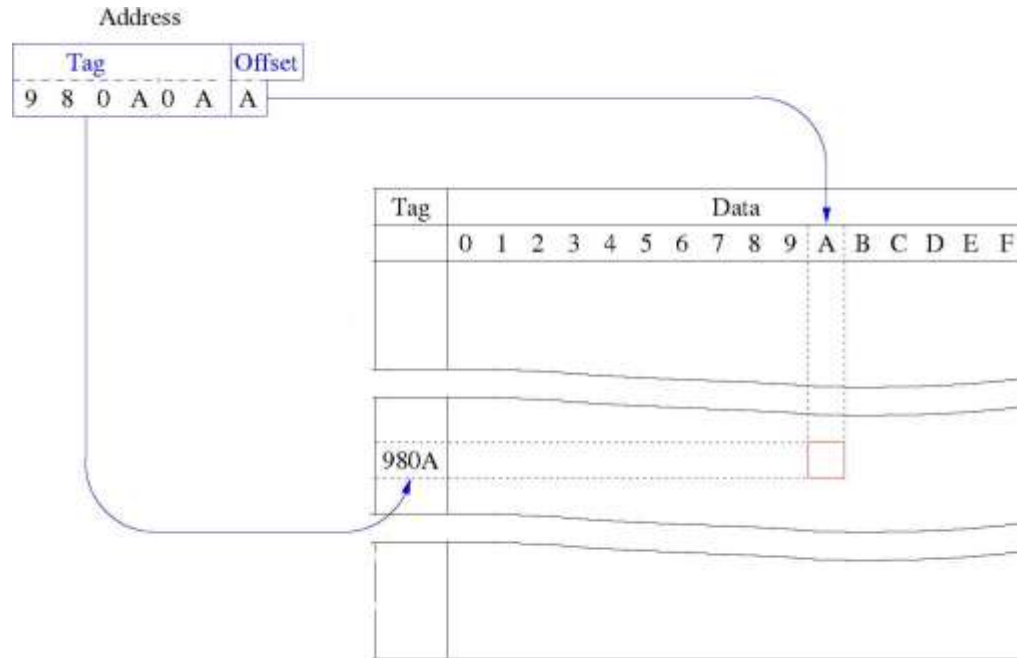 Address
Tag Offset
9 8 0 A 0 A A
Tag Data
0 1 2 3 4 5 6 7 8 9 A B C D E F
980A